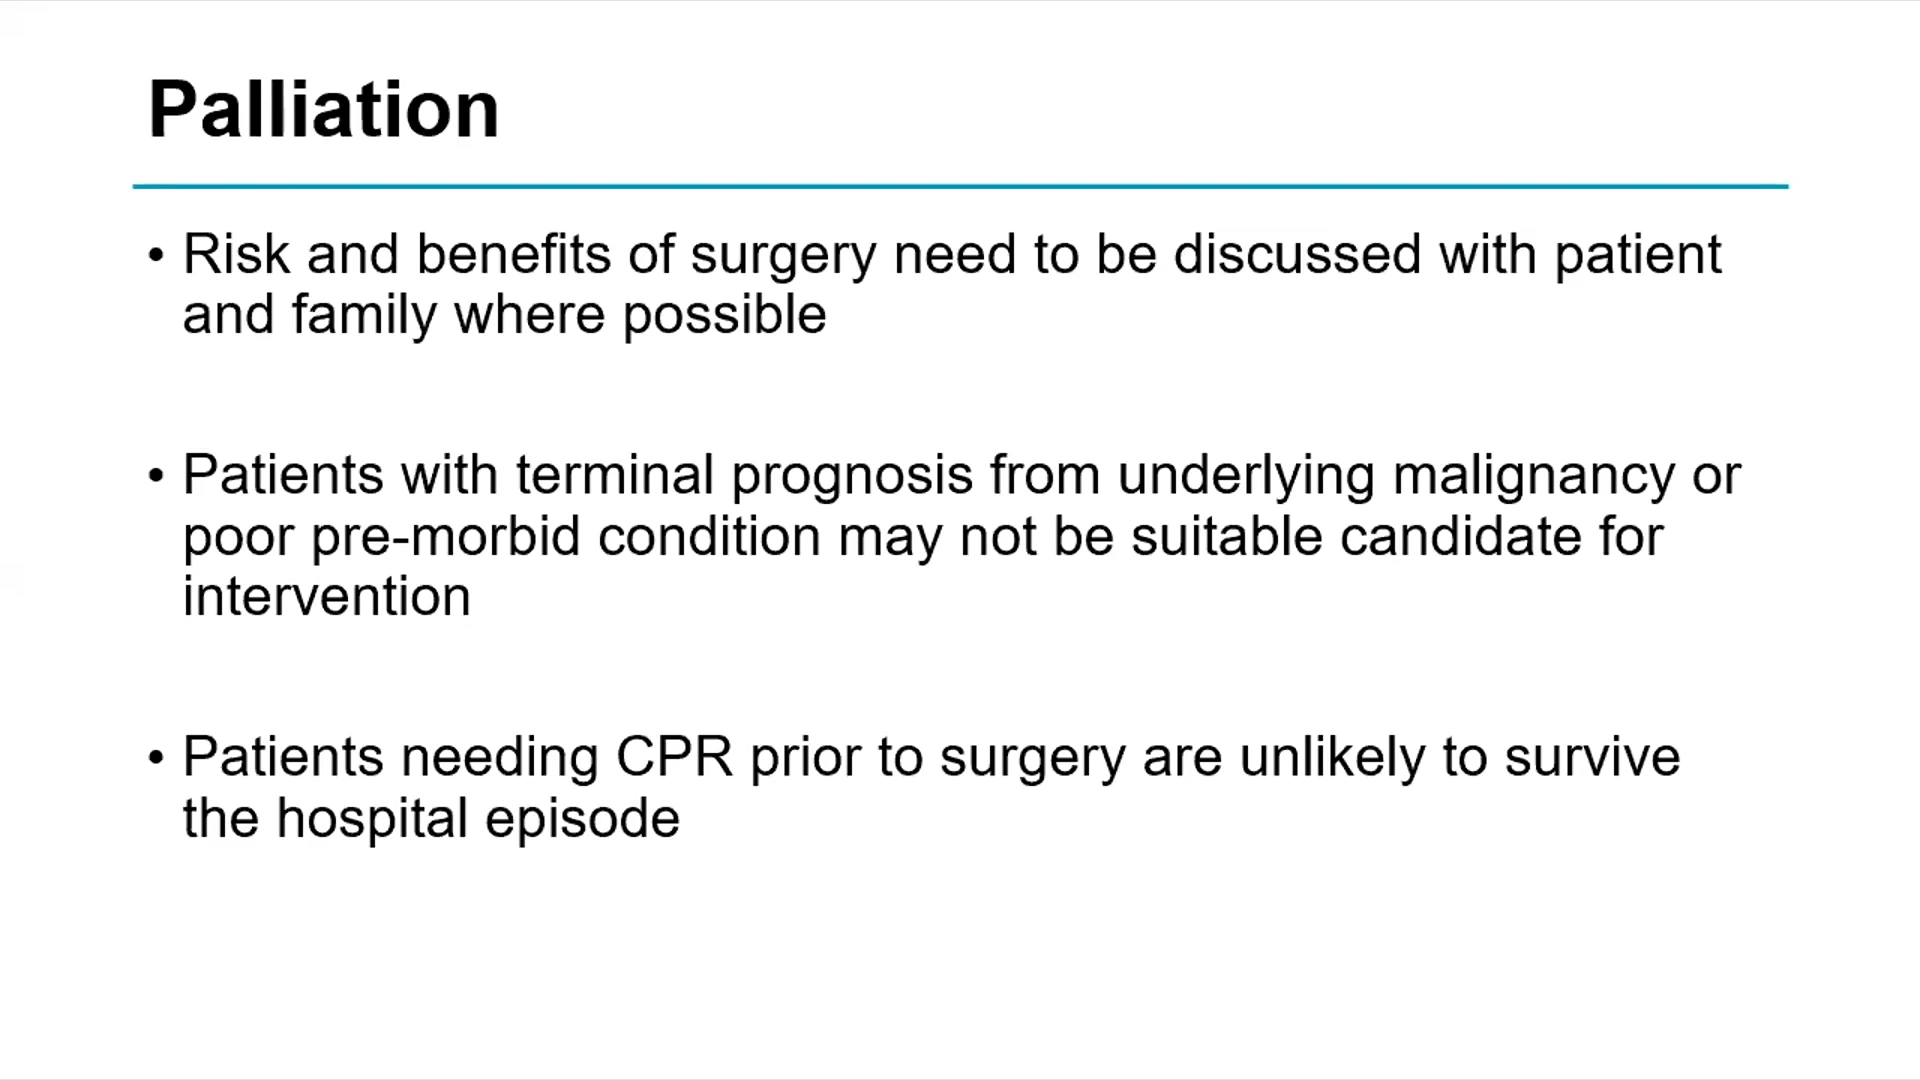 Palliation
• Risk and benefits of surgery need to be discussed with patient
and family where possible
• Patients with terminal prognosis from underlying malignancy or
poor pre-morbid condition may not be suitable candidate for
intervention
• Patients needing CPR prior to surgery are unlikely to survive
the hospital episode